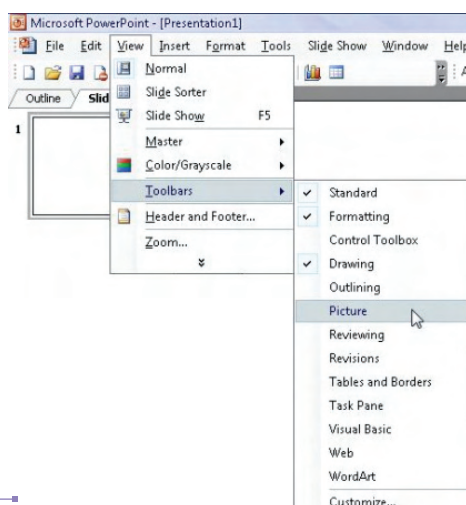 Microsoft PowerPoint - [Presentation1]
File Edit View Insert Format Tools Slide Show Window Help
Outline Slid
1
Normal
Slide Sorter
Slide Show F5
Master
Color/Grayscale
Toolbars
Header and Footer...
Zoom...
Standard
Formatting
Control Toolbox
Drawing
Outlining
Picture
Reviewing
Revisions
Tables and Borders
Task Pane
Visual Basic
Web
WordArt
Customize...